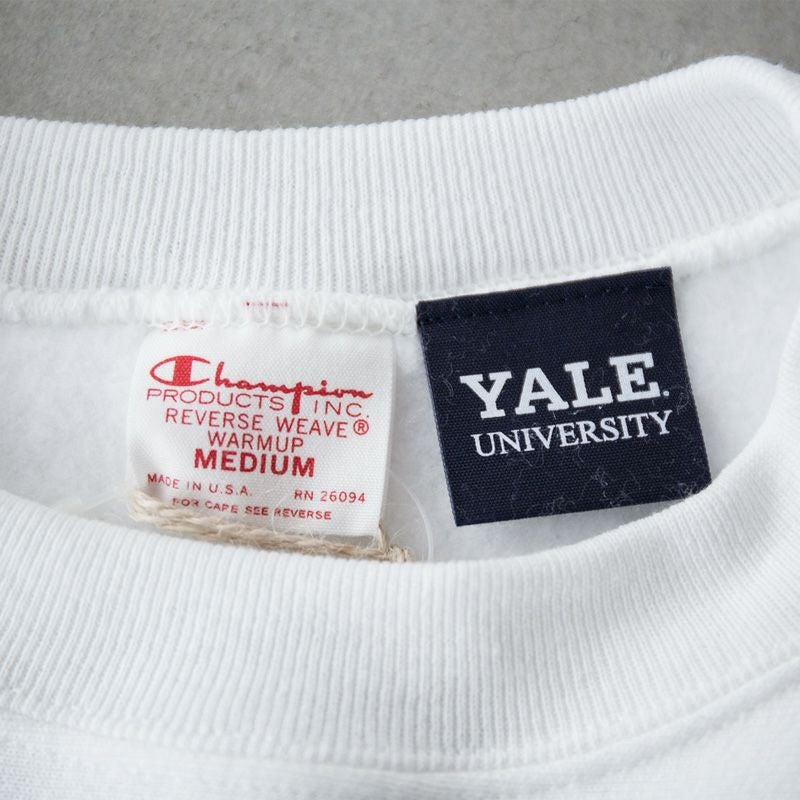 Champion
PRODUCTS INC.
REVERSE WEAVE®
WARMUP
MEDIUM
MADE IN U.S.A. RN 26094
FOR CARE SEE REVERSE
YALE.
UNIVERSITY